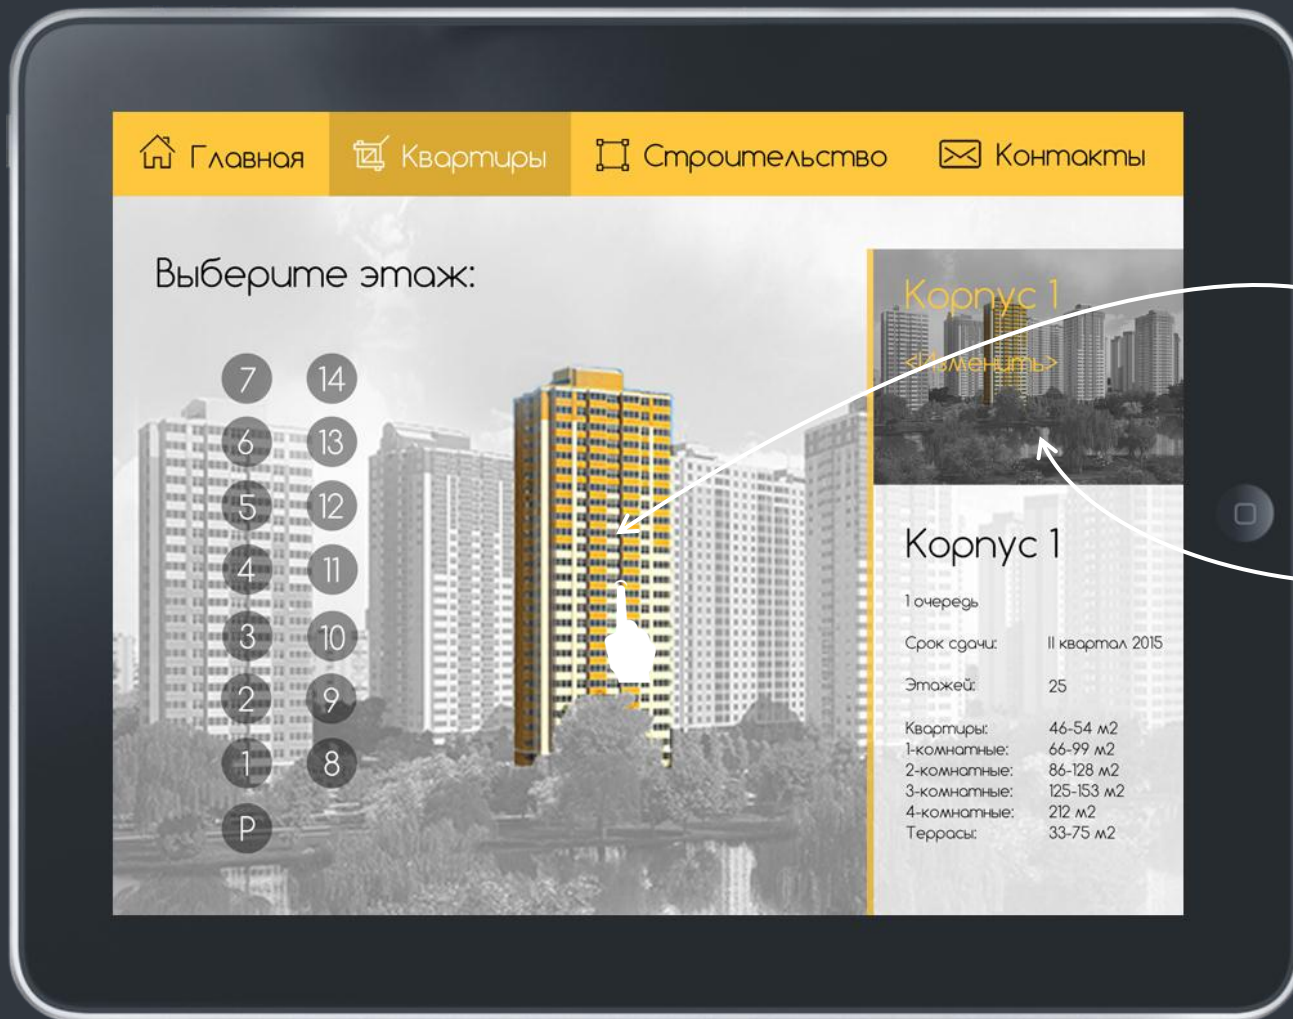 Главная
Квартиры
Строительство
Контакты
Выберите этаж:
7 14
6 13
5 12
4 11
3 10
2 9
1 8
P
Корпус 1
<Изменить>
Корпус 1
1 очередь
Срок сдачи: II квартал 2015
Этажей: 25
Квартиры: 46-54 м2
1-комнатные: 66-99 м2
2-комнатные: 86-128 м2
3-комнатные: 125-153 м2
4-комнатные: 212 м2
Террасы: 33-75 м2